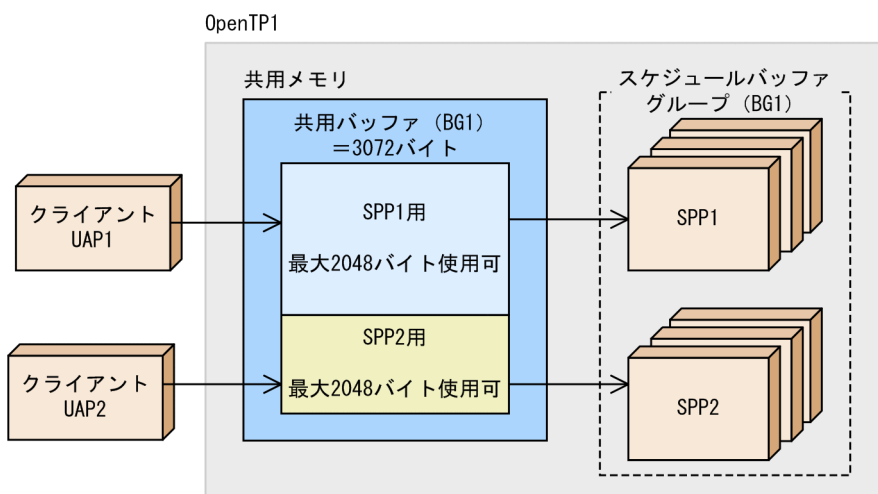 OpenTP1
共用メモリ
スケジュールバッファ
グループ（BG1）
共用バッファ（BG1）
＝3072バイト
クライアント
UAP1
SPP1用
最大2048バイト使用可
SPP1
クライアント
UAP2
SPP2用
最大2048バイト使用可
SPP2